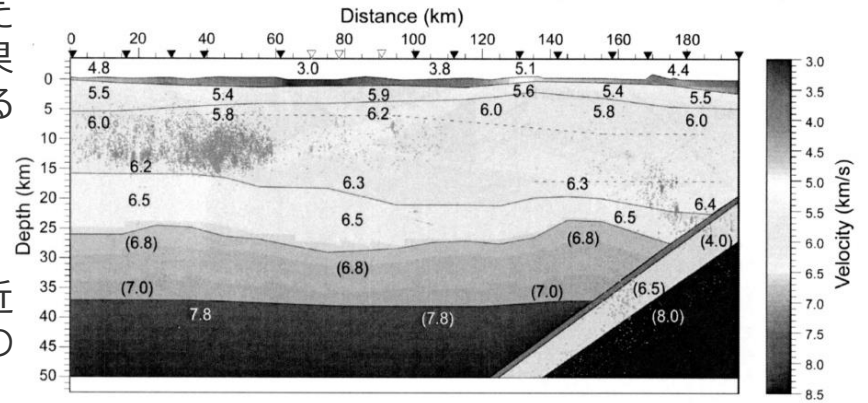 Distance (km)
0 20 40 60 80 100 120 140 160 180
4.8 3.0 3.8 5.1 4.4
5.5 5.4 5.9 5.6 5.4 5.5
6.0 5.8 6.2 6.0 5.8 6.0
6.2 6.3 6.3 6.4
6.5 6.5 6.5
(6.8) (6.8) (6.8) (4.0)
(7.0) (7.0) (6.5)
7.8 (7.8) (8.0)
Depth (km)
0
5
10
15
20
25
30
35
40
45
50
3.0
3.5
4.0
4.5
5.0
5.5
6.0
6.5
7.0
7.5
8.0
8.5
Velocity (km/s)
る
の